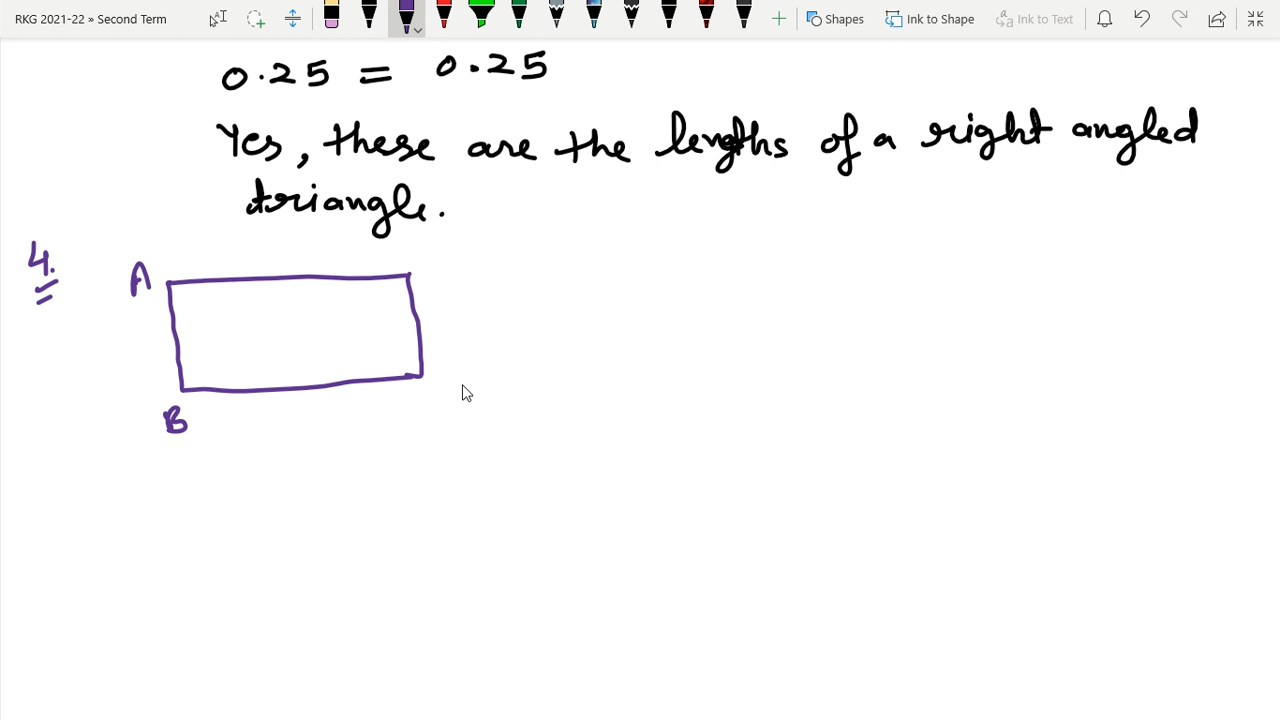 RKG 2021-22 » Second Term
Shapes
Ink to Shape
Ink to Text
0.25 = 0.25
Yes, these are the lengths of a right angled
triangle.
4.
A
B